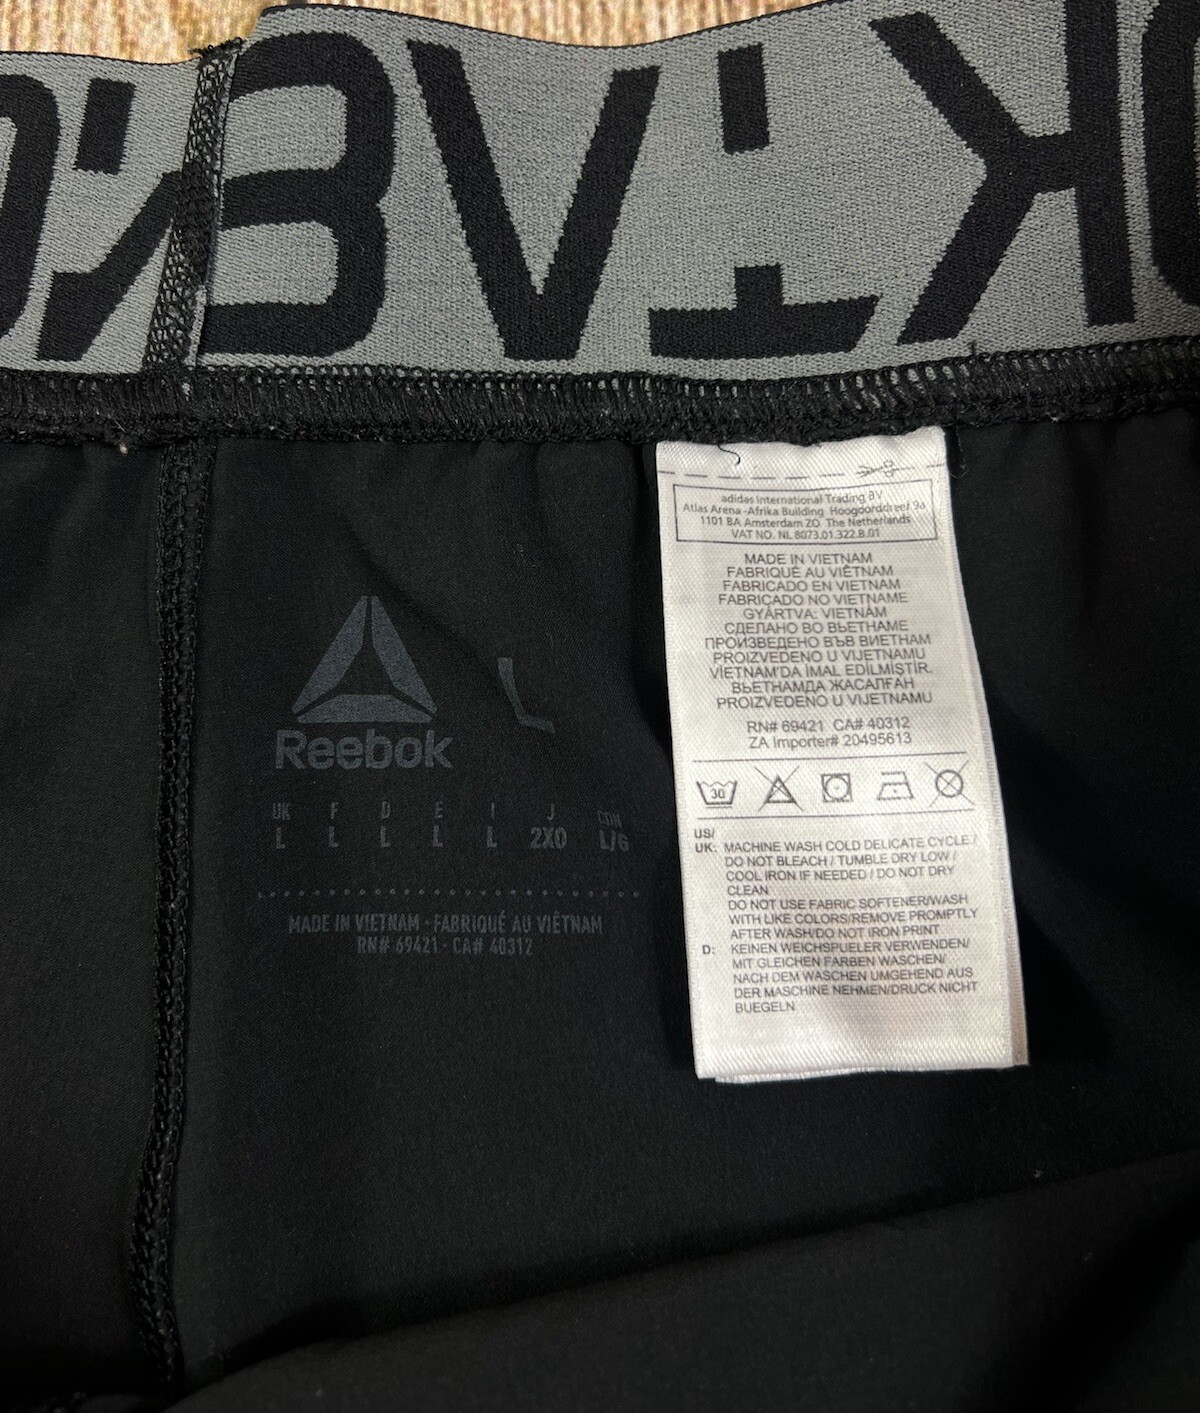 Reebok
L
UK F D E I J CDN
L L L L L 2XO L/G
MADE IN VIETNAM · FABRIQUÉ AU VIÊTNAM
RN# 69421 · CA# 40312
adidas International Trading BV
Atlas Arena -Afrika Building Hoogoorddreef 9a
1101 BA Amsterdam ZO The Netherlands
VAT NO. NL 8073.01.322.B.01
MADE IN VIETNAM
FABRIQUÉ AU VIÊTNAM
FABRICADO EN VIETNAM
FABRICADO NO VIETNAME
GYÁRTVA: VIETNÁM
СДЕЛАНО ВО ВЬЕТНАМЕ
ПРОИЗВЕДЕНО ВЪВ ВИЕТНАМ
PROIZVEDENO U VIJETNAMU
VİETNAM'DA İMAL EDİLMİŞTİR.
ВЬЕТНАМДА ЖАСАЛҒАН
PROIZVEDENO U VIJETNAMU
RN# 69421 CA# 40312
ZA Importer# 20495613
30
US/
UK: MACHINE WASH COLD DELICATE CYCLE /
DO NOT BLEACH / TUMBLE DRY LOW /
COOL IRON IF NEEDED / DO NOT DRY
CLEAN
DO NOT USE FABRIC SOFTENER/WASH
WITH LIKE COLORS/REMOVE PROMPTLY
AFTER WASH/DO NOT IRON PRINT
D: KEINEN WEICHSPUELER VERWENDEN/
MIT GLEICHEN FARBEN WASCHEN/
NACH DEM WASCHEN UMGEHEND AUS
DER MASCHINE NEHMEN/DRUCK NICHT
BUEGELN